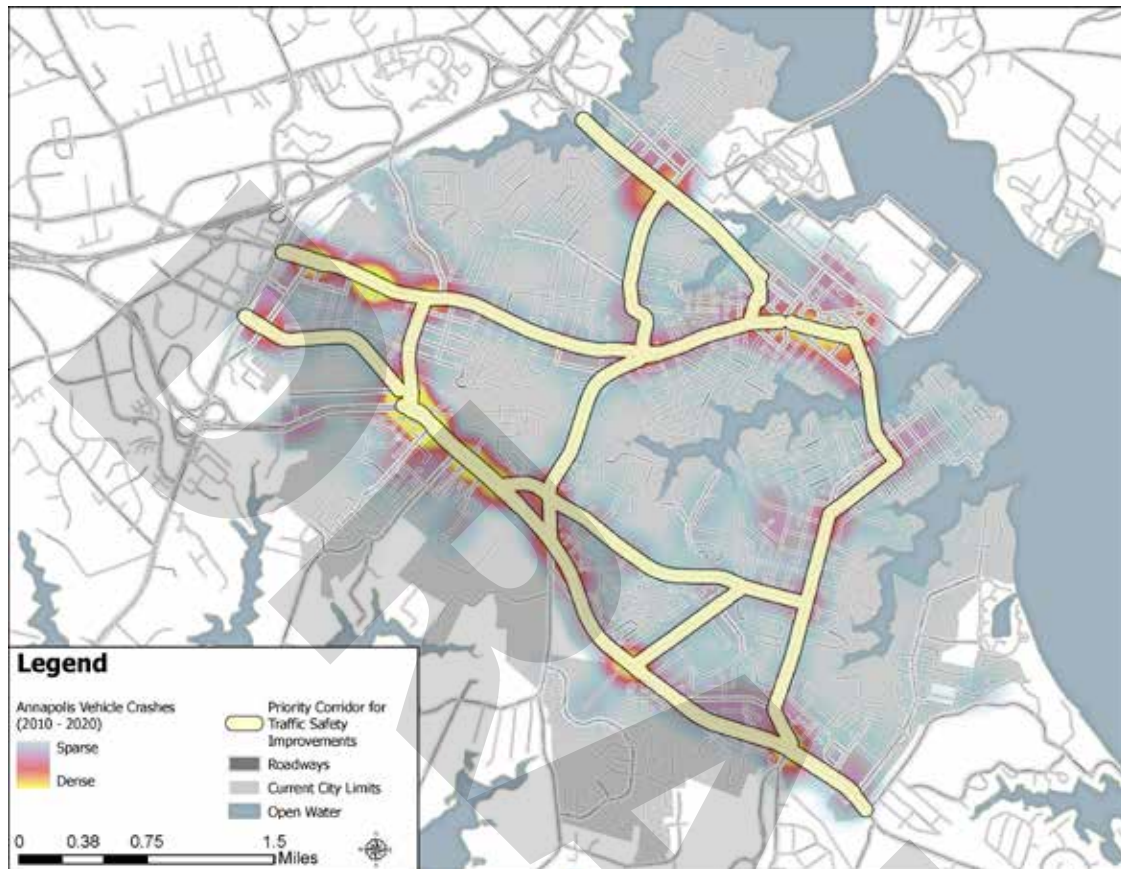 DRA
Legend
Annapolis Vehicle Crashes
(2010 - 2020)
Sparse
Dense
Priority Corridor for
Traffic Safety
Improvements
Roadways
Current City Limits
Open Water
0 0.38 0.75 1.5
Miles